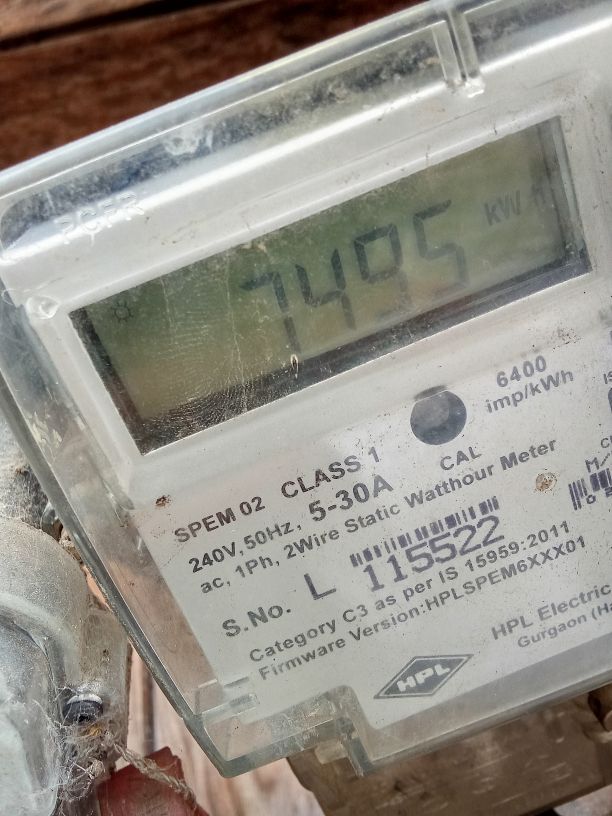 PCPR
7495 kWh
6400
imp/kWh
SPEM 02 CLASS 1
CAL
240V, 50Hz, 5-30A
ac, 1Ph, 2Wire Static Watthour Meter
S.No. L 115522
Category C3 as per IS 15959:2011
Firmware Version:HPLSPEM6XXX01
HPL
HPL Electric
Gurgaon (H